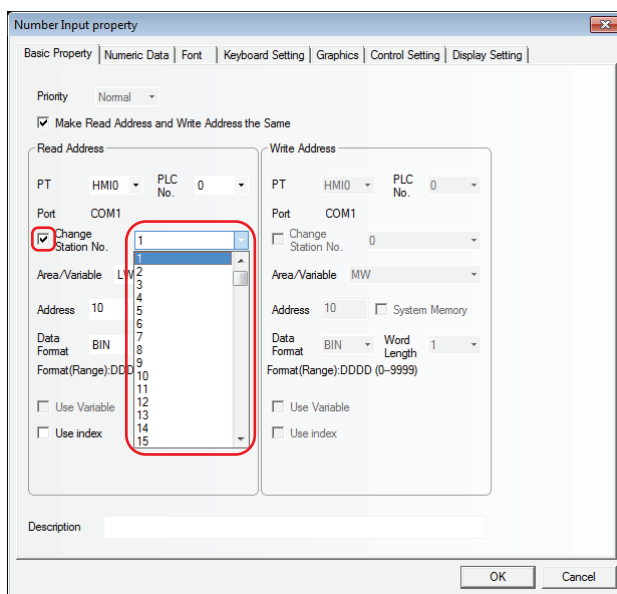 Number Input property
Basic Property Numeric Data Font Keyboard Setting Graphics Control Setting Display Setting
Priority Normal
Make Read Address and Write Address the Same
Read Address
PT HMI0 PLC No. 0
Port COM1
Change Station No. 1
1
2
3
4
5
6
7
8
9
10
11
12
13
14
15
Area/Variable LW
Address 10
Data Format BIN
Format(Range):DDD
Use Variable
Use index
Write Address
PT HMI0 PLC No. 0
Port COM1
Change Station No. 0
Area/Variable MW
Address 10 System Memory
Data Format BIN Word Length 1
Format(Range):DDDD (0--9999)
Use Variable
Use index
Description
OK Cancel